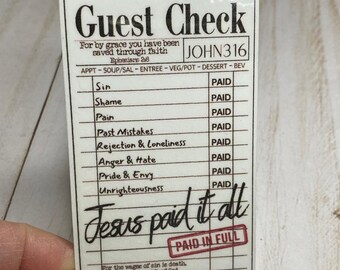 Guest Check
For by grace you have been
saved through faith
Ephesians 2:8
JOHN316
APPT - SOUP/SAL - ENTREE - VEG/POT - DESSERT - BEV
Sin PAID
Shame PAID
Pain PAID
Past Mistakes PAID
Rejection & Loneliness PAID
Anger & Hate PAID
Pride & Envy PAID
Unrighteousness PAID
Jesus paid it all
PAID IN FULL
For the wages of sin is death,